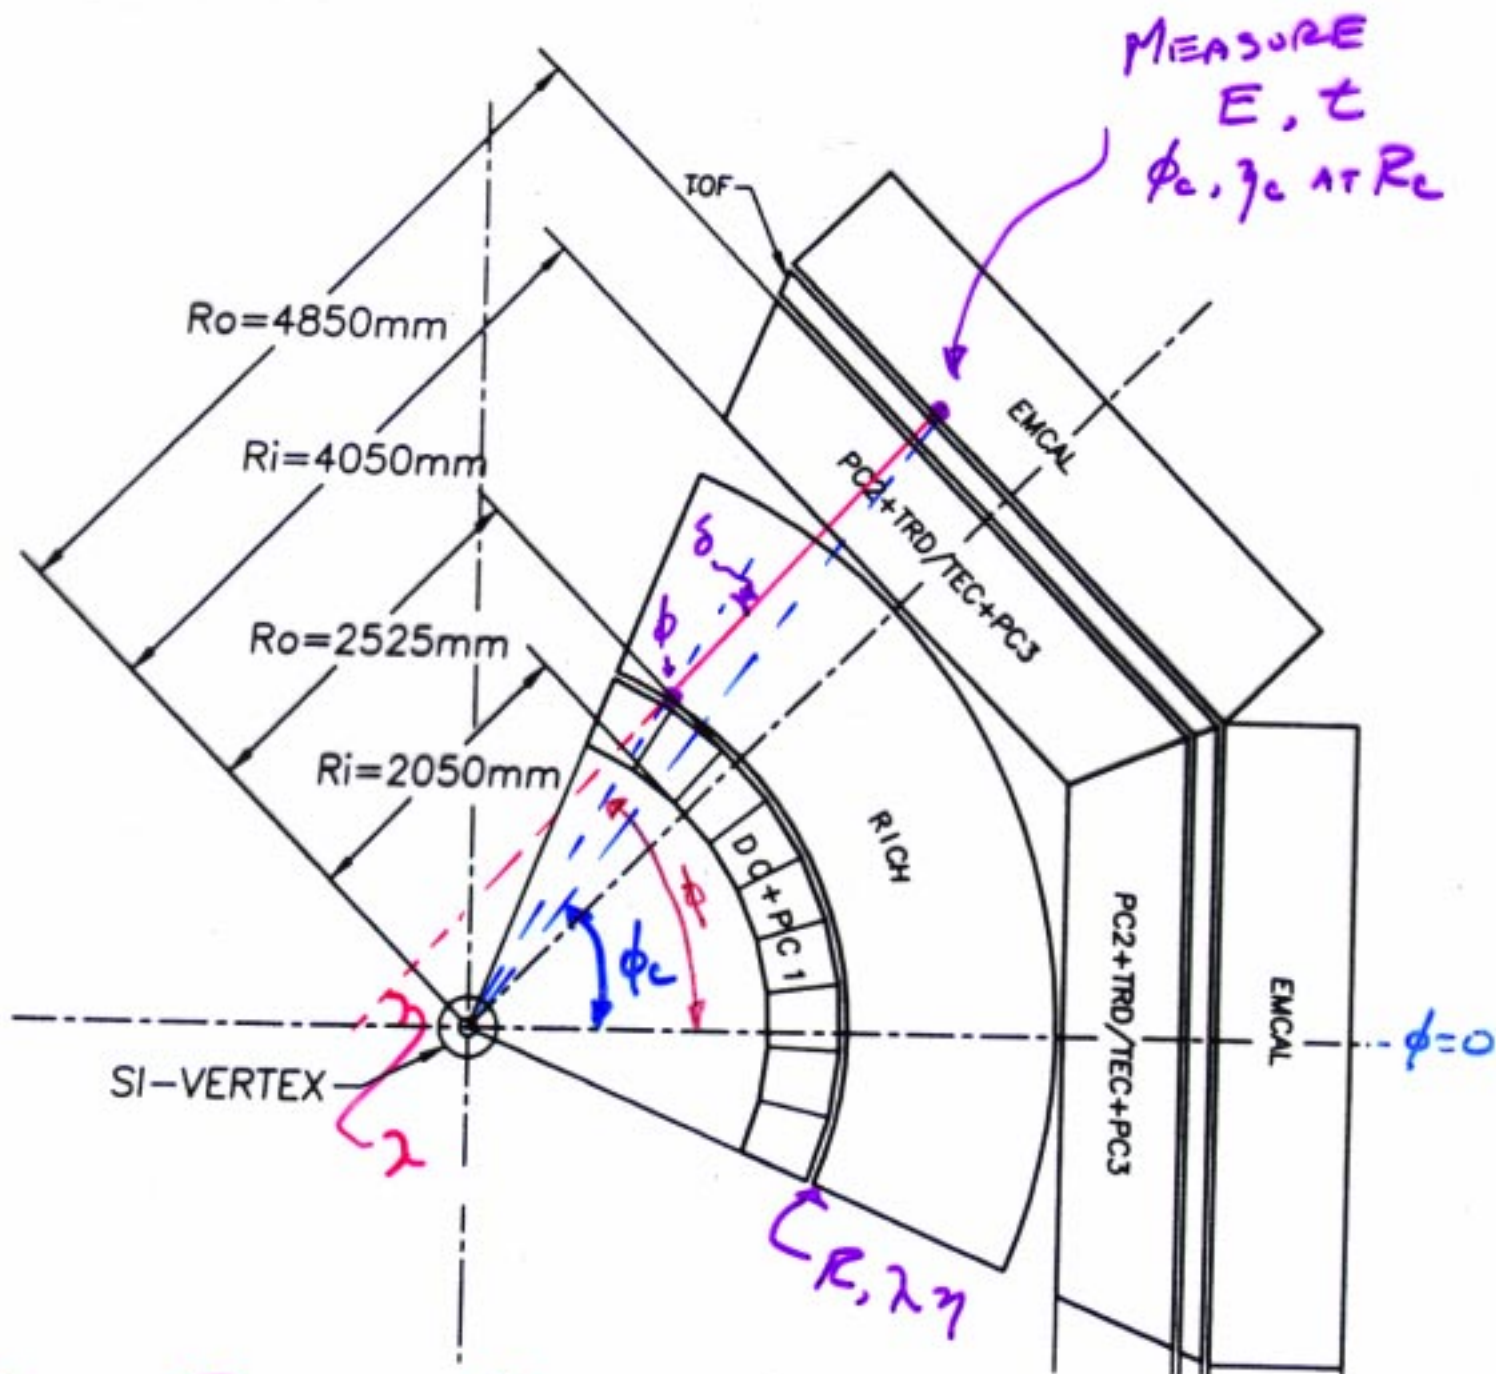 MEASURE
E, t
ϕc, ηc AT Rc
TOF
Ro=4850mm
Ri=4050mm
Ro=2525mm
Ri=2050mm
EMCAL
PC2+TRD/TEC+PC3
δ
ϕ
RICH
DC+PC1
ϕ
ϕc
PC2+TRD/TEC+PC3
EMCAL
ϕ=0
SI-VERTEX
λ
R, λη